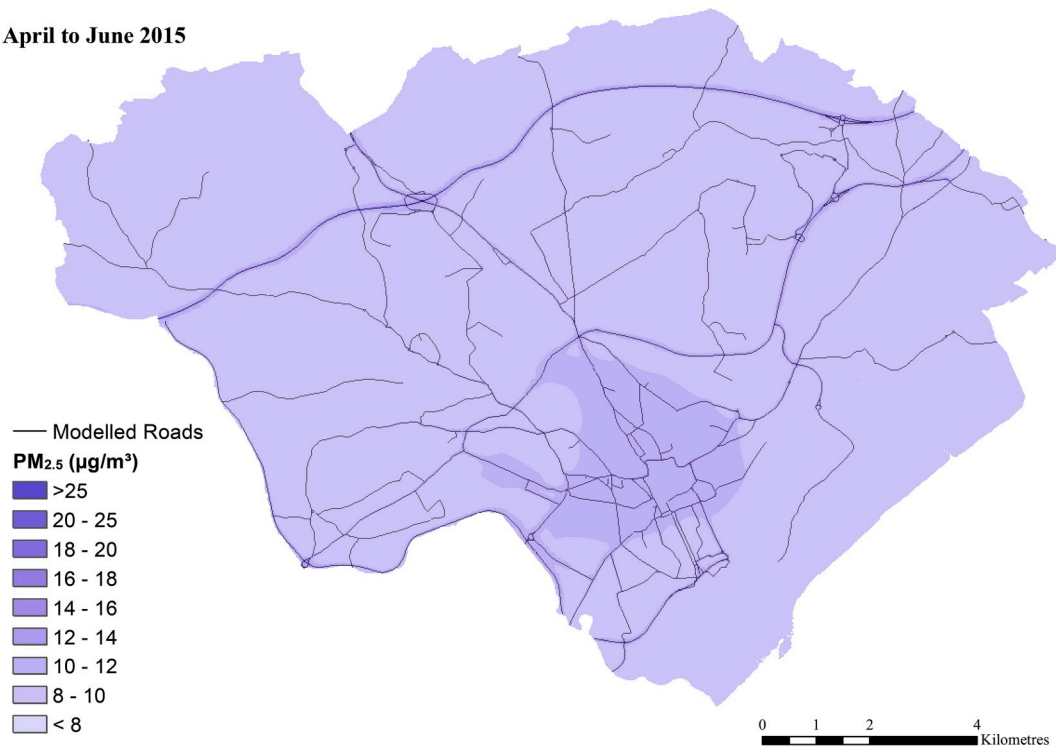 April to June 2015
Modelled Roads
PM₂.₅ (µg/m³)
>25
20 - 25
18 - 20
16 - 18
14 - 16
12 - 14
10 - 12
8 - 10
< 8
0 1 2 4
Kilometres